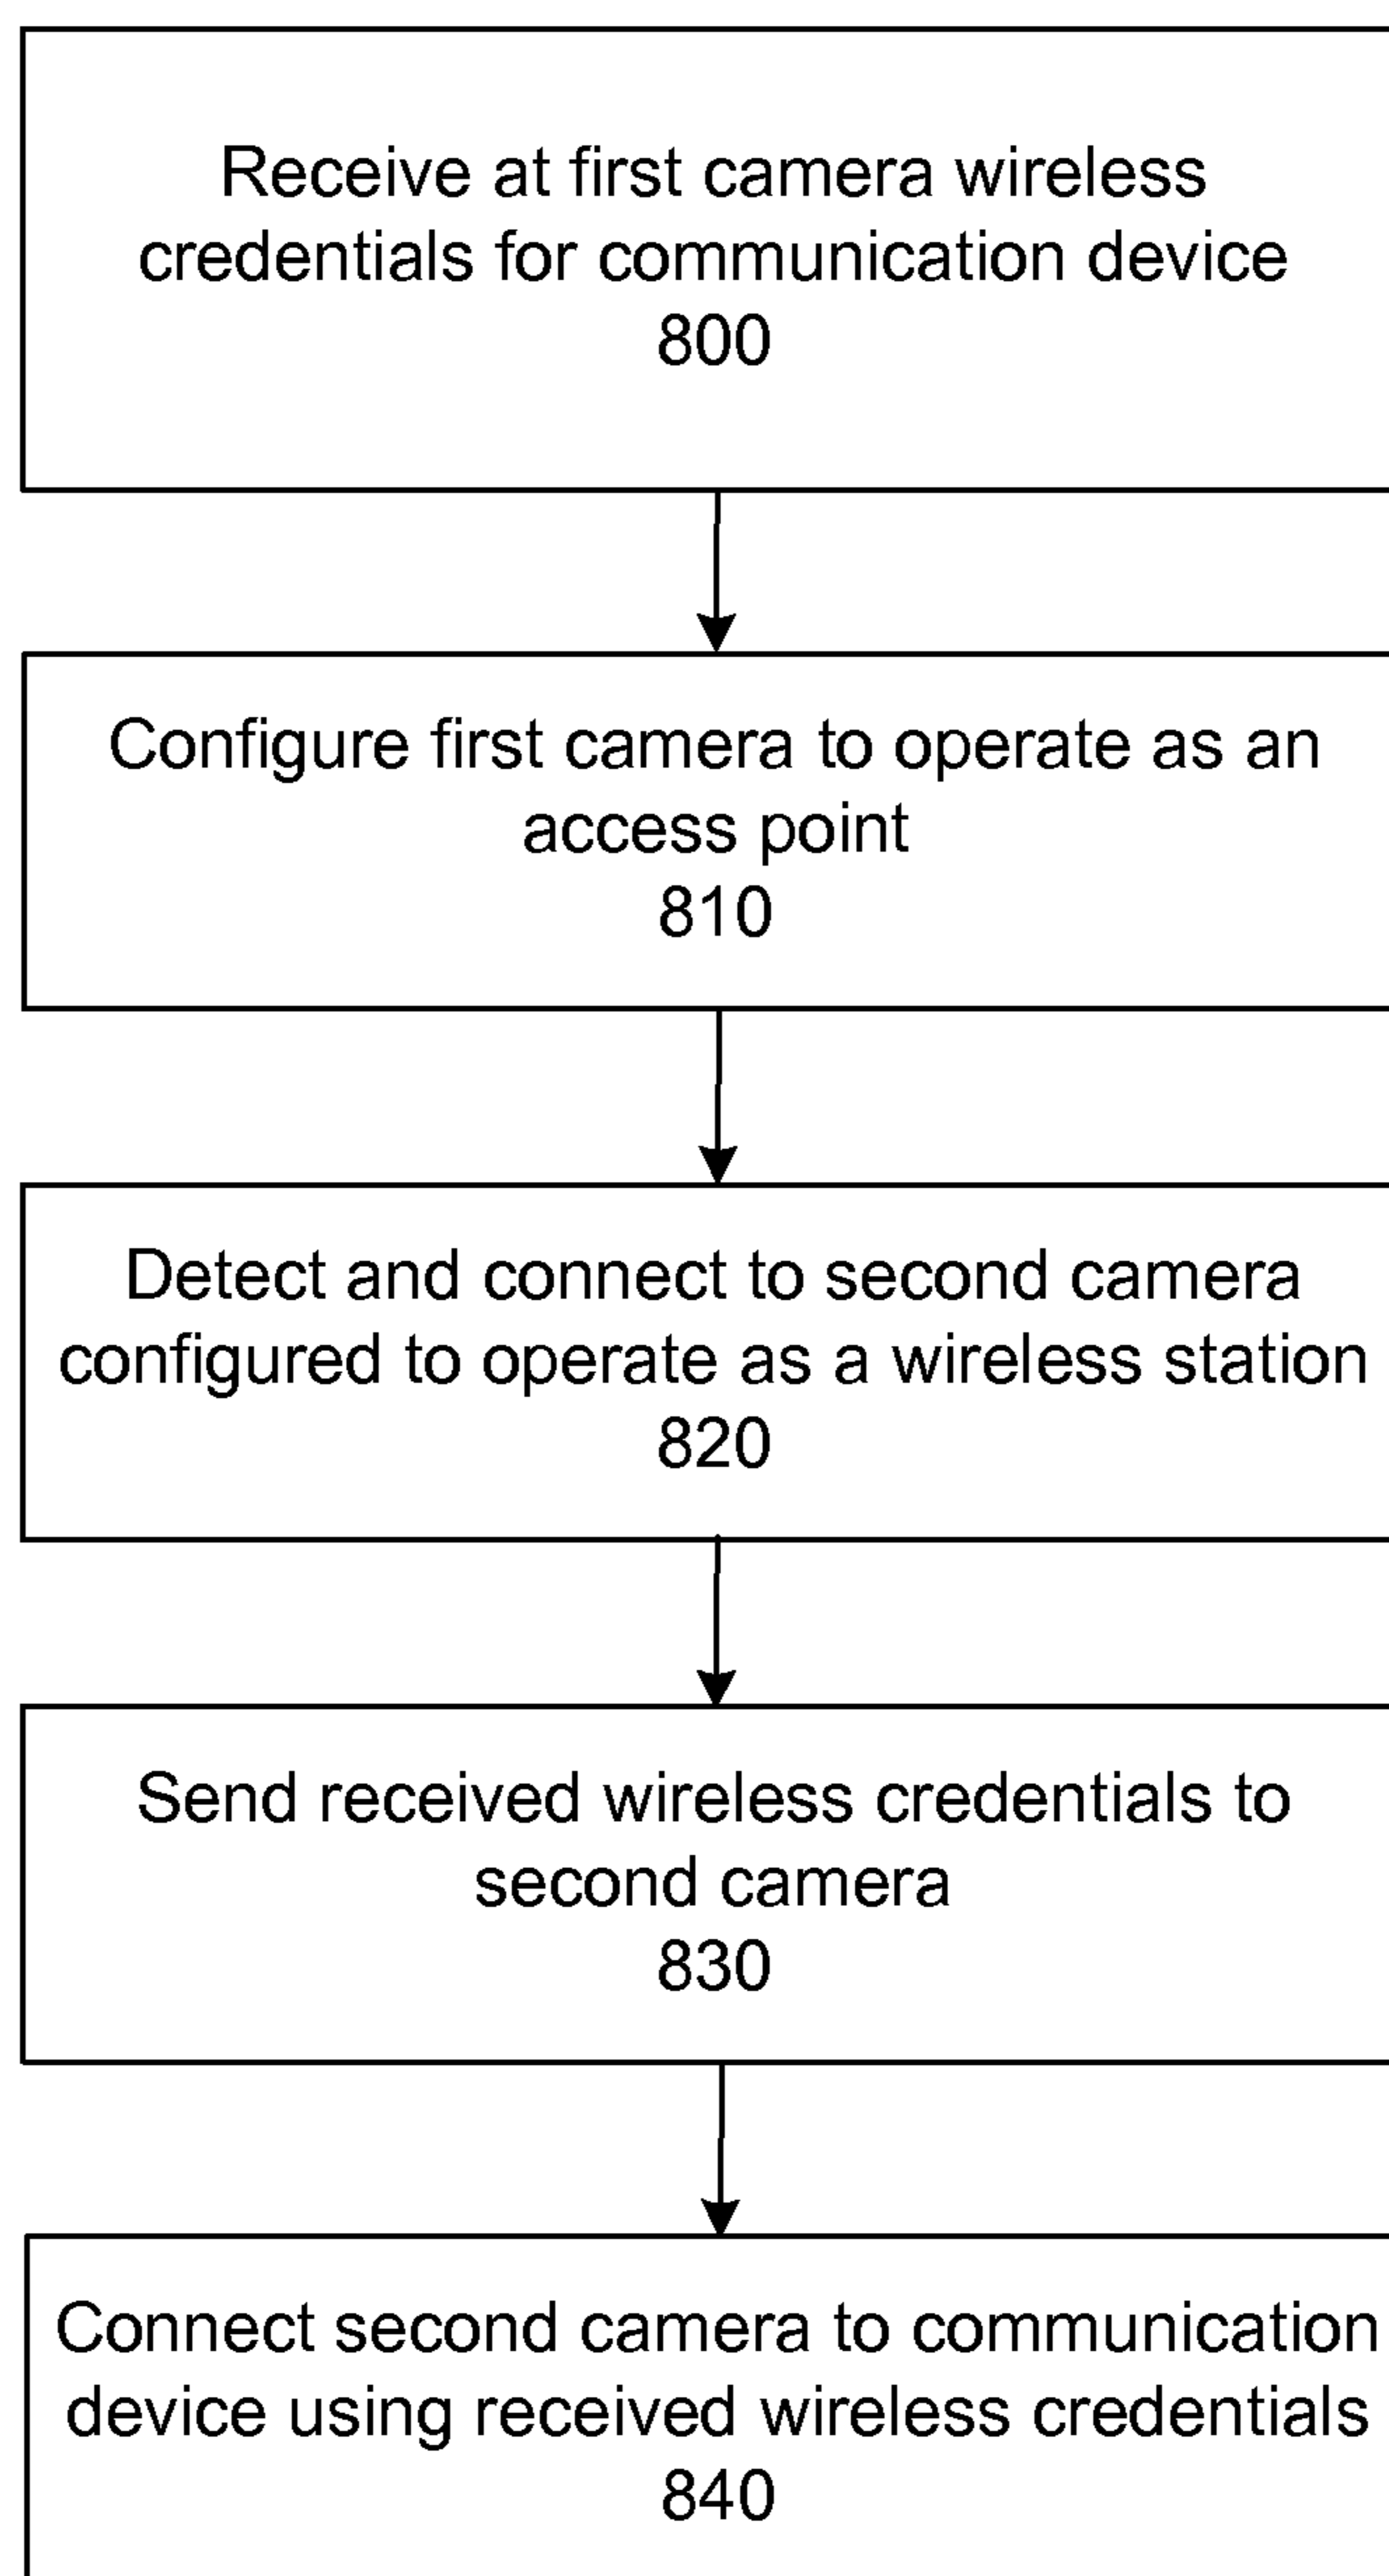 Receive at first camera wireless
credentials for communication device
800
Configure first camera to operate as an
access point
810
Detect and connect to second camera
configured to operate as a wireless station
820
Send received wireless credentials to
second camera
830
Connect second camera to communication
device using received wireless credentials
840